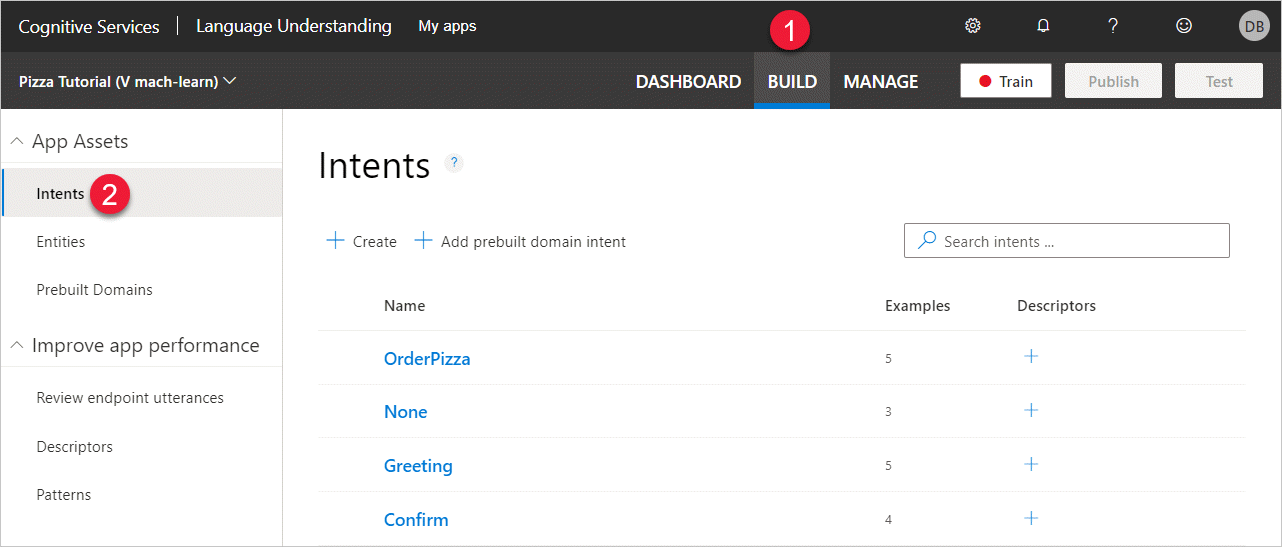 Cognitive Services Language Understanding My apps ? DB
1
Pizza Tutorial (V mach-learn) DASHBOARD BUILD MANAGE Train Publish Test
App Assets
Intents 2
Entities
Prebuilt Domains
Improve app performance
Review endpoint utterances
Descriptors
Patterns
Intents ?
+ Create + Add prebuilt domain intent Search intents ...
Name Examples Descriptors
OrderPizza 5 +
None 3 +
Greeting 5 +
Confirm 4 +